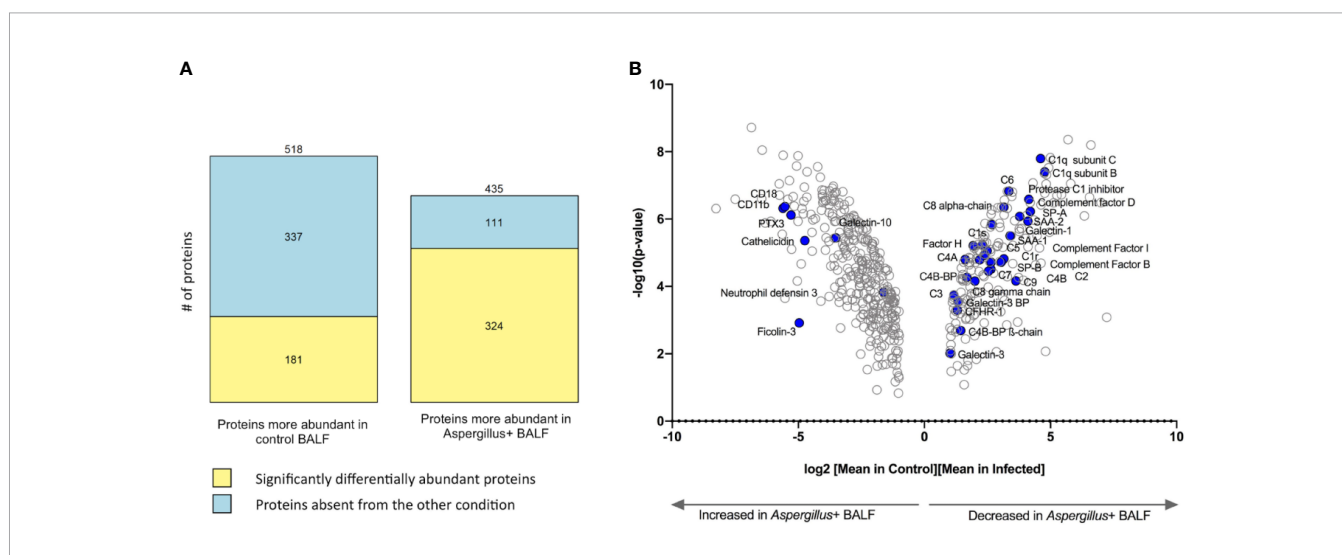 A
518
337
181
435
111
324
# of proteins
Proteins more abundant in
control BALF
Proteins more abundant in
Aspergillus+ BALF
Significantly differentially abundant proteins
Proteins absent from the other condition
B
10
8
6
4
2
0
-log10(p-value)
-10
-5
0
5
10
log2 [Mean in Control][Mean in Infected]
Increased in Aspergillus+ BALF
Decreased in Aspergillus+ BALF
CD18
CD11b
PTX3
Galectin-10
Cathelicidin
Neutrophil defensin 3
Ficolin-3
C1q subunit C
C1q subunit B
C6
Protease C1 inhibitor
C8 alpha-chain
Complement factor D
SP-A
SAA-2
C1s
Galectin-1
SAA-1
Factor H
C5
Complement Factor I
C4A
C1r
SP-B
Complement Factor B
C4B-BP
C7
C9
C4B
C2
C3
C8 gamma chain
Galectin-3 BP
CFHR-1
C4B-BP ß-chain
Galectin-3